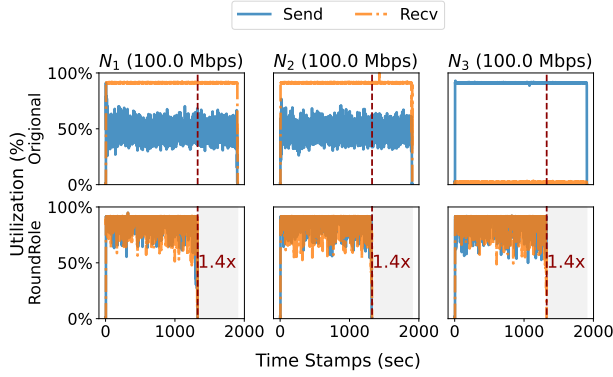 Send Recv
N1 (100.0 Mbps) N2 (100.0 Mbps) N3 (100.0 Mbps)
Utilization (%)
Origional
100%
50%
0%
RoundRole
100%
50%
0%
1.4x 1.4x 1.4x
0 1000 2000 0 1000 2000 0 1000 2000
Time Stamps (sec)